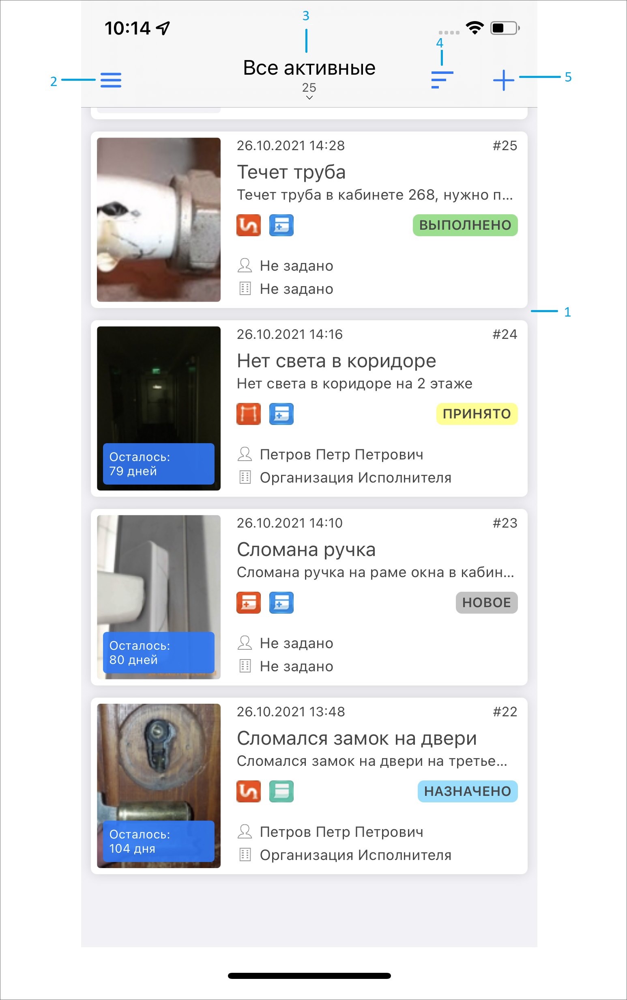 3
10:14
4
Все активные
2
5
25
26.10.2021 14:28
#25
Течет труба
Течет труба в кабинете 268, нужно п...
ВЫПОЛНЕНО
Не задано
Не задано
1
26.10.2021 14:16
#24
Нет света в коридоре
Нет света в коридоре на 2 этаже
ПРИНЯТО
Осталось:
79 дней
Петров Петр Петрович
Организация Исполнителя
26.10.2021 14:10
#23
Сломана ручка
Сломана ручка на раме окна в кабин...
НОВОЕ
Осталось:
80 дней
Не задано
Не задано
26.10.2021 13:48
#22
Сломался замок на двери
Сломался замок на двери на третье...
НАЗНАЧЕНО
Осталось:
104 дня
Петров Петр Петрович
Организация Исполнителя